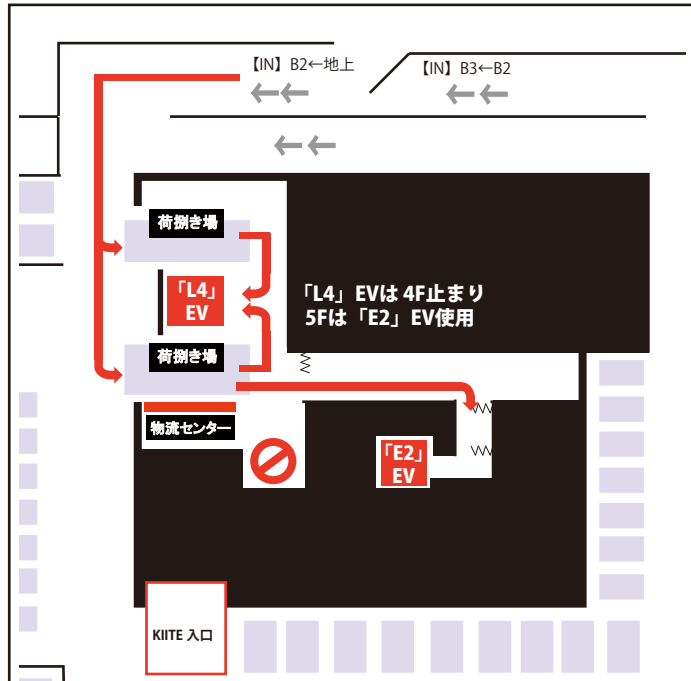 【IN】B2←地上
【IN】B3←B2
荷捌き場
「L4」
EV
「L4」EVは 4F止まり
5Fは「E2」EV使用
荷捌き場
物流センター
「E2」
EV
KIITE 入口